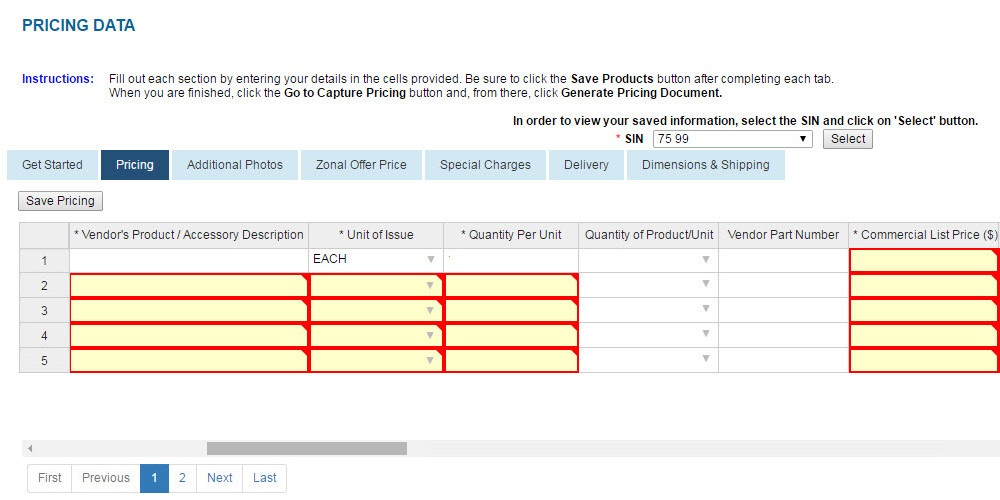 PRICING DATA
Instructions: Fill out each section by entering your details in the cells provided. Be sure to click the Save Products button after completing each tab.
When you are finished, click the Go to Capture Pricing button and, from there, click Generate Pricing Document.
In order to view your saved information, select the SIN and click on 'Select' button.
* SIN 75 99 Select
Get Started Pricing Additional Photos Zonal Offer Price Special Charges Delivery Dimensions & Shipping
Save Pricing
* Vendor's Product / Accessory Description * Unit of Issue * Quantity Per Unit Quantity of Product/Unit Vendor Part Number * Commercial List Price ($)
1 EACH
2
3
4
5
First Previous 1 2 Next Last